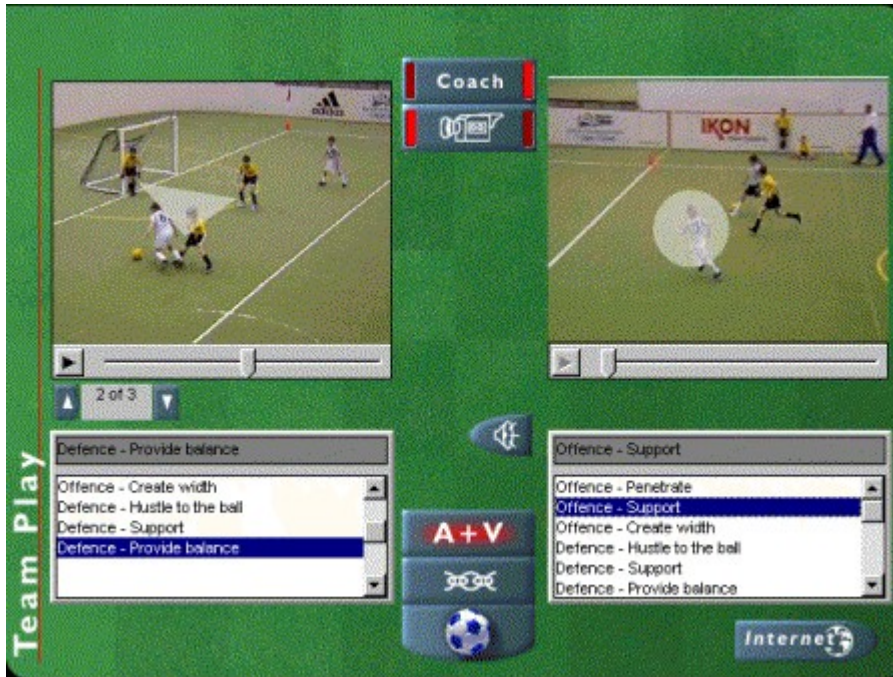 Coach
adidas
IKON
2 of 3
Defence - Provide balance
Offence - Create width
Defence - Hustle to the ball
Defence - Support
Defence - Provide balance
Offence - Support
Offence - Penetrate
Offence - Support
Offence - Create width
Defence - Hustle to the ball
Defence - Support
Defence - Provide balance
A+V
Internet
Team Play